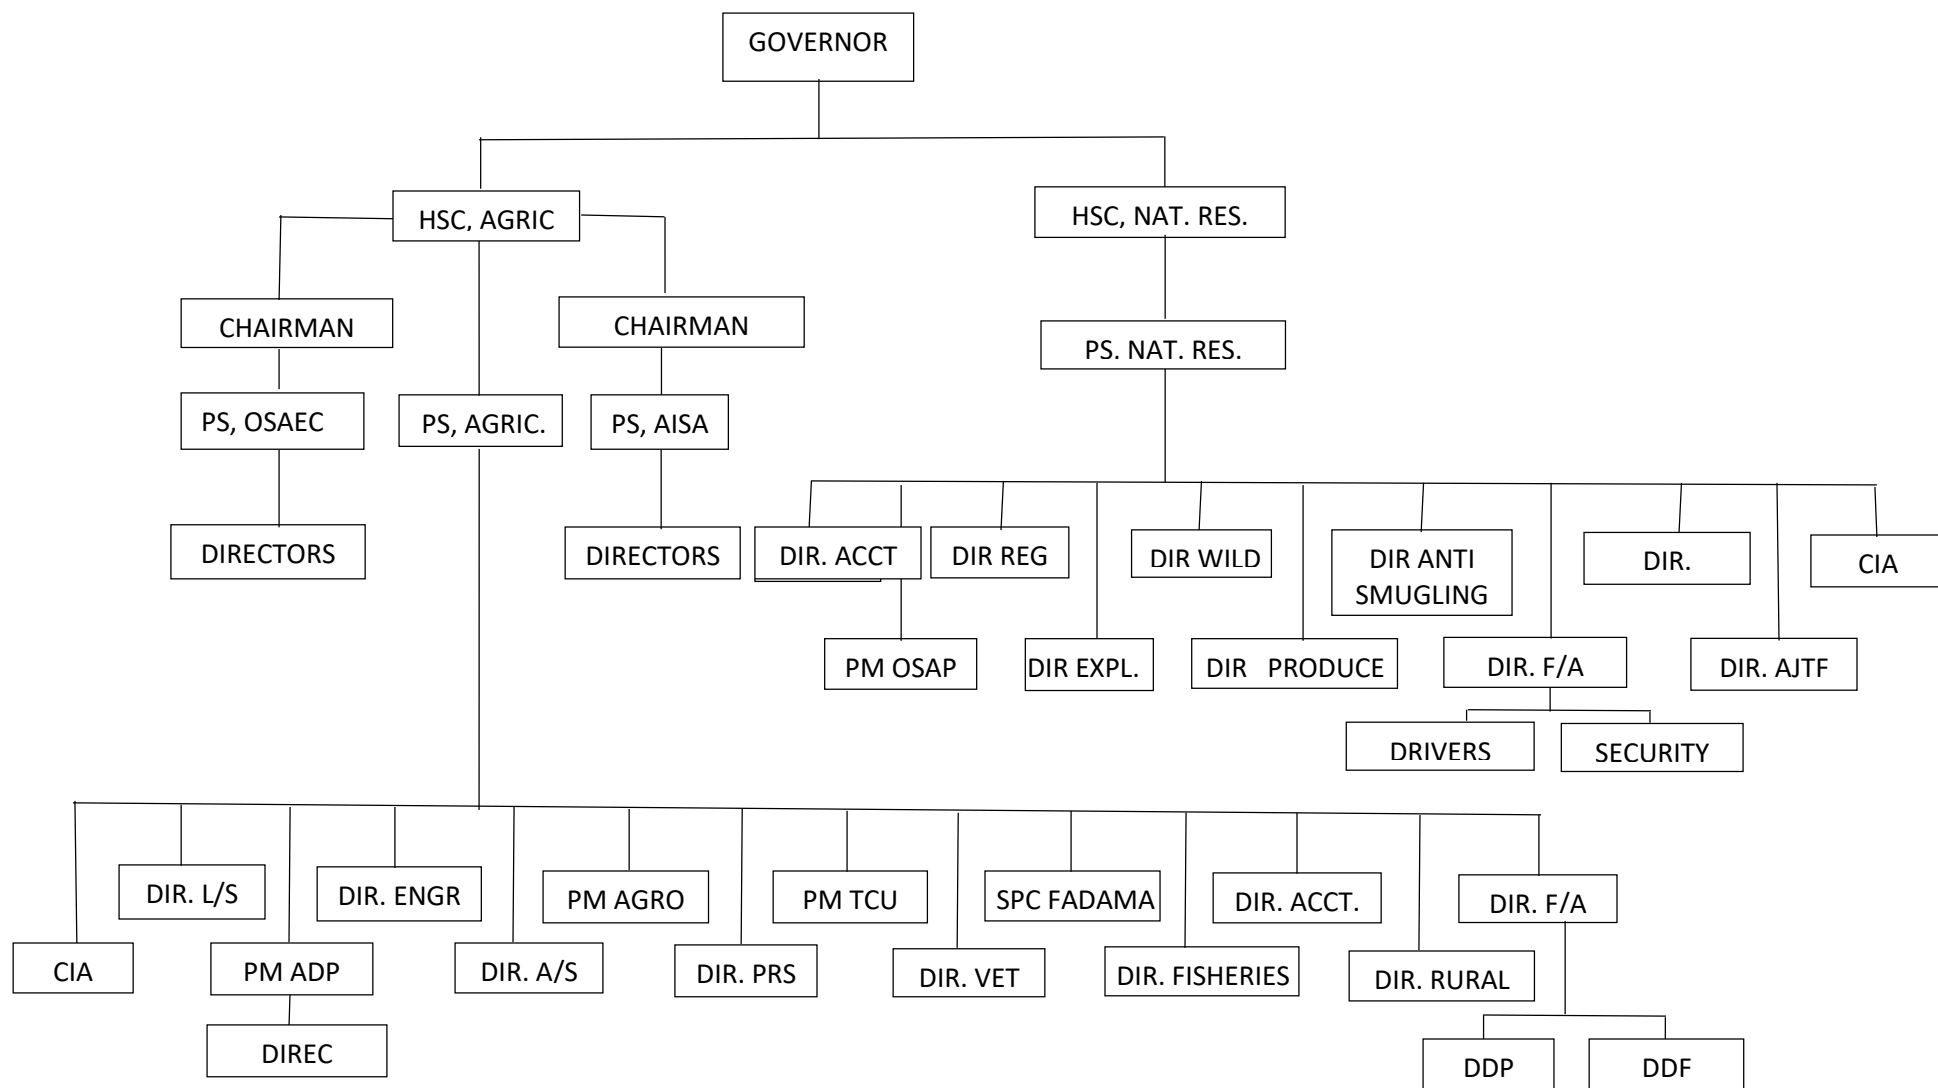 GOVERNOR
HSC, AGRIC
HSC, NAT. RES.
CHAIRMAN
CHAIRMAN
PS. NAT. RES.
PS, OSAEC
PS, AGRIC.
PS, AISA
DIRECTORS
DIRECTORS
DIR. ACCT
DIR REG
DIR WILD
DIR ANTI
SMUGLING
DIR.
CIA
PM OSAP
DIR EXPL.
DIR PRODUCE
DIR. F/A
DIR. AJTF
DRIVERS
SECURITY
DIR. L/S
DIR. ENGR
PM AGRO
PM TCU
SPC FADAMA
DIR. ACCT.
DIR. F/A
CIA
PM ADP
DIR. A/S
DIR. PRS
DIR. VET
DIR. FISHERIES
DIR. RURAL
DIREC
DDP
DDF